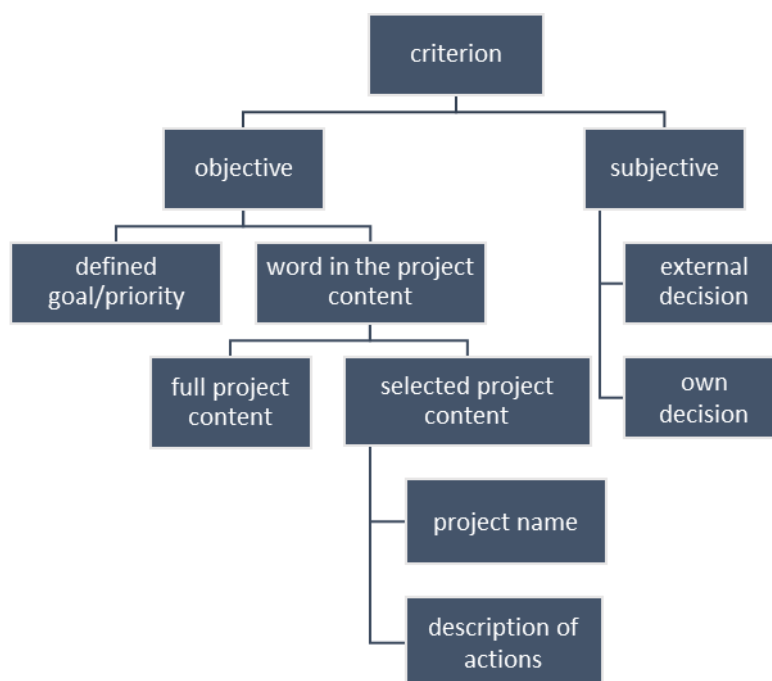 criterion
objective
subjective
defined
goal/priority
word in the project
content
external
decision
full project
content
selected project
content
own
decision
project name
description of
actions